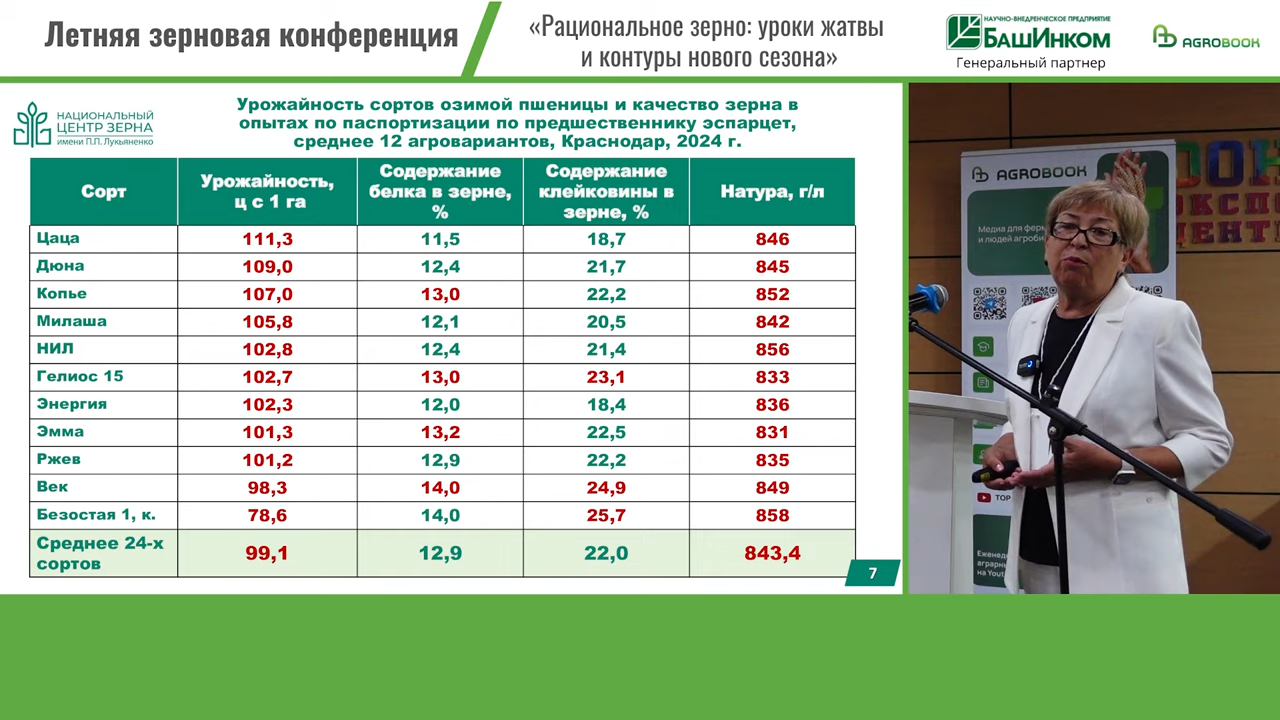 Летняя зерновая конференция
«Рациональное зерно: уроки жатвы
и контуры нового сезона»
НАУЧНО-ВНЕДРЕНЧЕСКОЕ ПРЕДПРИЯТИЕ
БАШИНКОМ
Генеральный партнер
AGROBOOK
НАЦИОНАЛЬНЫЙ
ЦЕНТР ЗЕРНА
имени П.П. Лукьяненко
Урожайность сортов озимой пшеницы и качество зерна в
опытах по паспортизации по предшественнику эспарцет,
среднее 12 агровариантов, Краснодар, 2024 г.
Сорт Урожайность, ц с 1 га Содержание белка в зерне, % Содержание клейковины в зерне, % Натура, г/л
Цаца 111,3 11,5 18,7 846
Дюна 109,0 12,4 21,7 845
Копье 107,0 13,0 22,2 852
Милаша 105,8 12,1 20,5 842
НИЛ 102,8 12,4 21,4 856
Гелиос 15 102,7 13,0 23,1 833
Энергия 102,3 12,0 18,4 836
Эмма 101,3 13,2 22,5 831
Ржев 101,2 12,9 22,2 835
Век 98,3 14,0 24,9 849
Безостая 1, к. 78,6 14,0 25,7 858
Среднее 24-х сортов 99,1 12,9 22,0 843,4
7
AGROBOOK
Медиа для
и людей
TOP
на